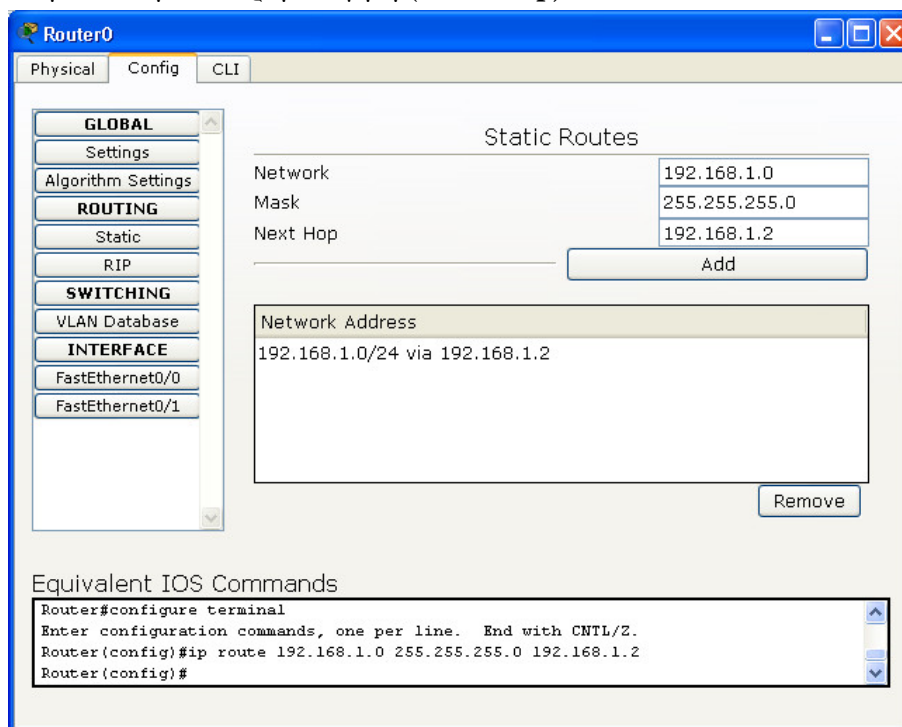 Router0
Physical Config CLI
GLOBAL
Settings
Algorithm Settings
ROUTING
Static
RIP
SWITCHING
VLAN Database
INTERFACE
FastEthernet0/0
FastEthernet0/1
Static Routes
Network 192.168.1.0
Mask 255.255.255.0
Next Hop 192.168.1.2
Add
Network Address
192.168.1.0/24 via 192.168.1.2
Remove
Equivalent IOS Commands
Router#configure terminal
Enter configuration commands, one per line. End with CNTL/Z.
Router(config)#ip route 192.168.1.0 255.255.255.0 192.168.1.2
Router(config)#